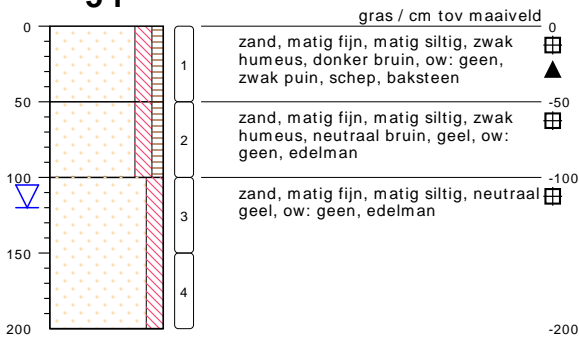 gras / cm tov maaiveld
0
0
zand, matig fijn, matig siltig, zwak
humeus, donker bruin, ow: geen,
zwak puin, schep, baksteen
1
50
-50
zand, matig fijn, matig siltig, zwak
humeus, neutraal bruin, geel, ow:
geen, edelman
2
100
-100
zand, matig fijn, matig siltig, neutraal
geel, ow: geen, edelman
3
150
4
200
-200